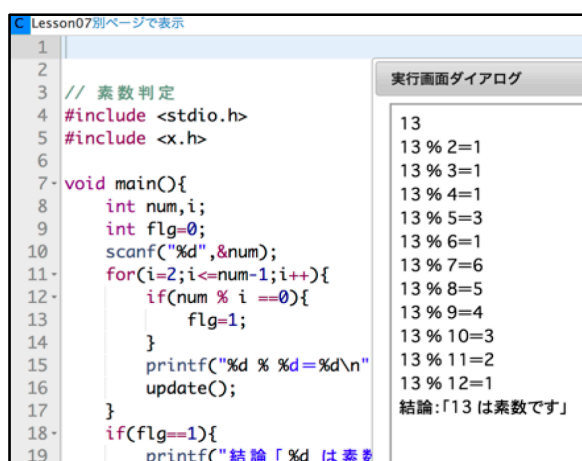 C Lesson07別ページで表示
1
2
3 // 素数判定
4 #include <stdio.h>
5 #include <x.h>
6
7 void main(){
8 int num,i;
9 int flg=0;
10 scanf("%d",&num);
11 for(i=2;i<=num-1;i++){
12 if(num % i ==0){
13 flg=1;
14 }
15 printf("%d % %d=%d\n"
16 update();
17 }
18 if(flg==1){
19 printf("結論「 %d は素数
実行画面ダイアログ
13
13 % 2=1
13 % 3=1
13 % 4=1
13 % 5=3
13 % 6=1
13 % 7=6
13 % 8=5
13 % 9=4
13 % 10=3
13 % 11=2
13 % 12=1
結論:「13 は素数です」